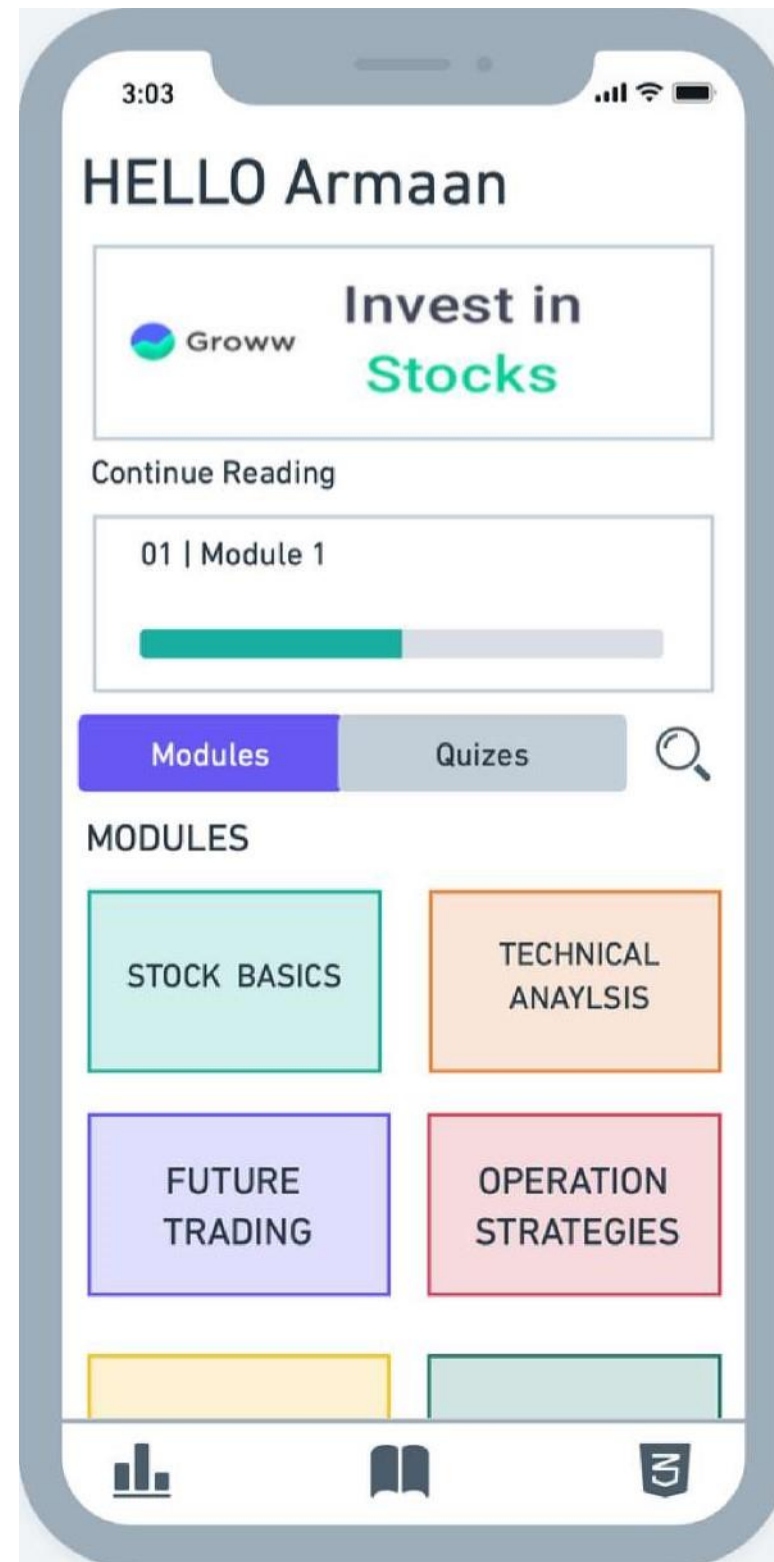 3:03
HELLO Armaan
Groww
Invest in
Stocks
Continue Reading
01 | Module 1
Modules
Quizes
MODULES
STOCK BASICS
TECHNICAL
ANAYLSIS
FUTURE
TRADING
OPERATION
STRATEGIES
3